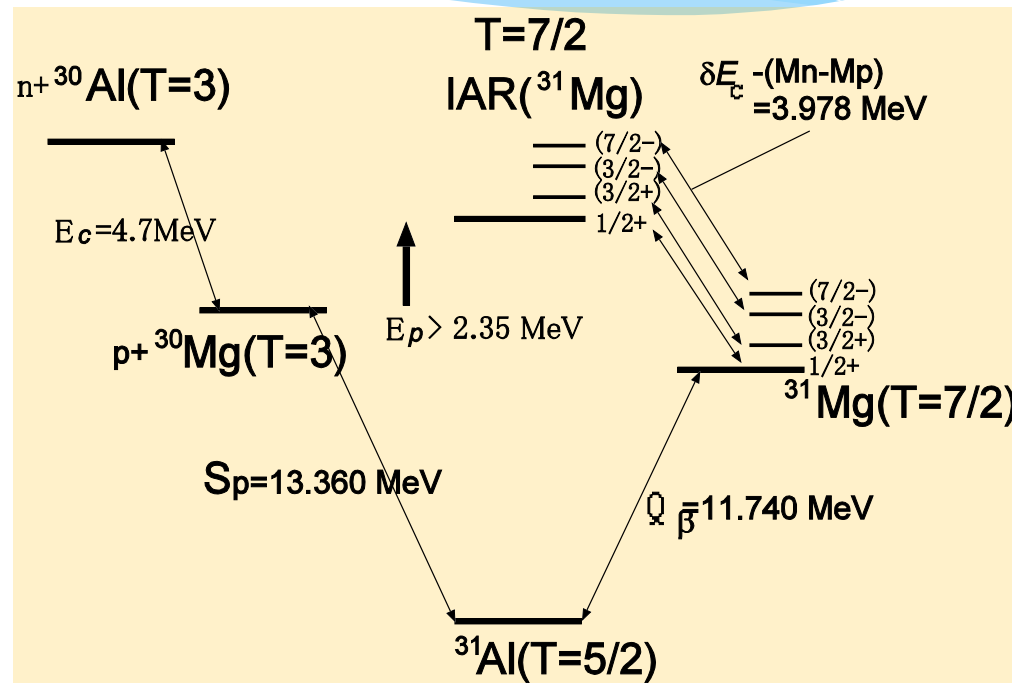 T=7/2
IAR(³¹Mg)
n+³⁰Al(T=3)
δE_c -(Mn-Mp)
=3.978 MeV
(7/2-)
(3/2-)
(3/2+)
1/2+
Ec=4.7MeV
Ep> 2.35 MeV
p+³⁰Mg(T=3)
(7/2-)
(3/2-)
(3/2+)
1/2+
³¹Mg(T=7/2)
Sp=13.360 MeV
Q_β=11.740 MeV
³¹Al(T=5/2)